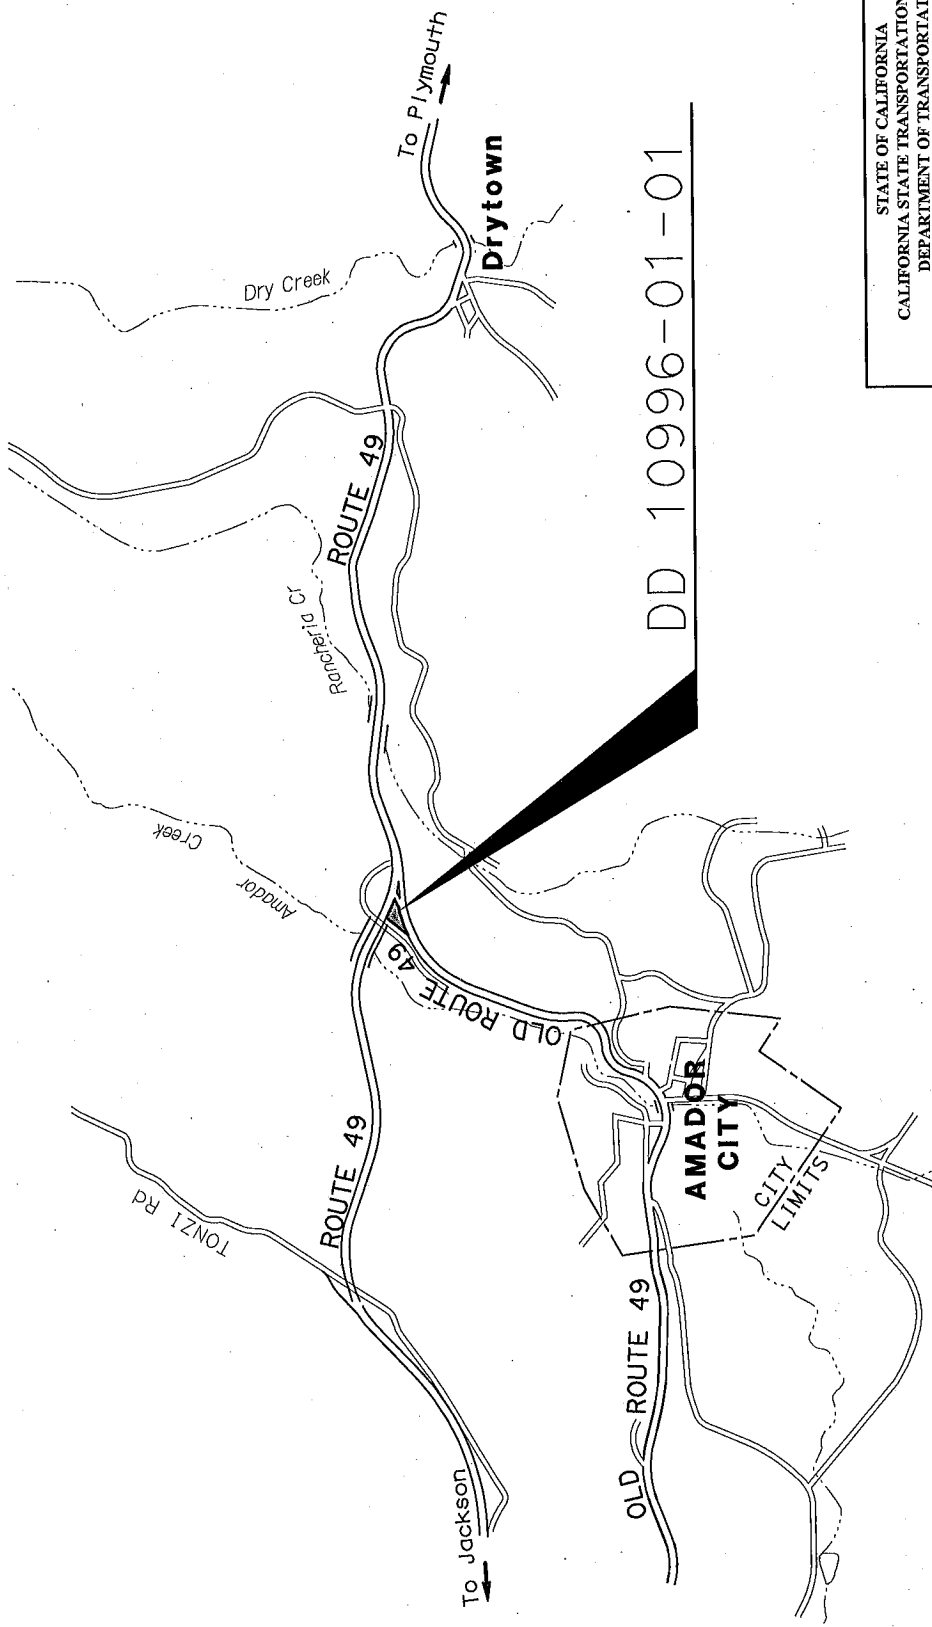 To Plymouth
Drytown
Dry Creek
ROUTE 49
Rancheria Cr
Creek
Amador
OLD ROUTE 49
DD 10996-01-01
TONZI Rd
ROUTE 49
AMADOR
CITY
CITY
LIMITS
OLD ROUTE 49
To Jackson
STATE OF CALIFORNIA
CALIFORNIA STATE TRANSPORTATION
DEPARTMENT OF